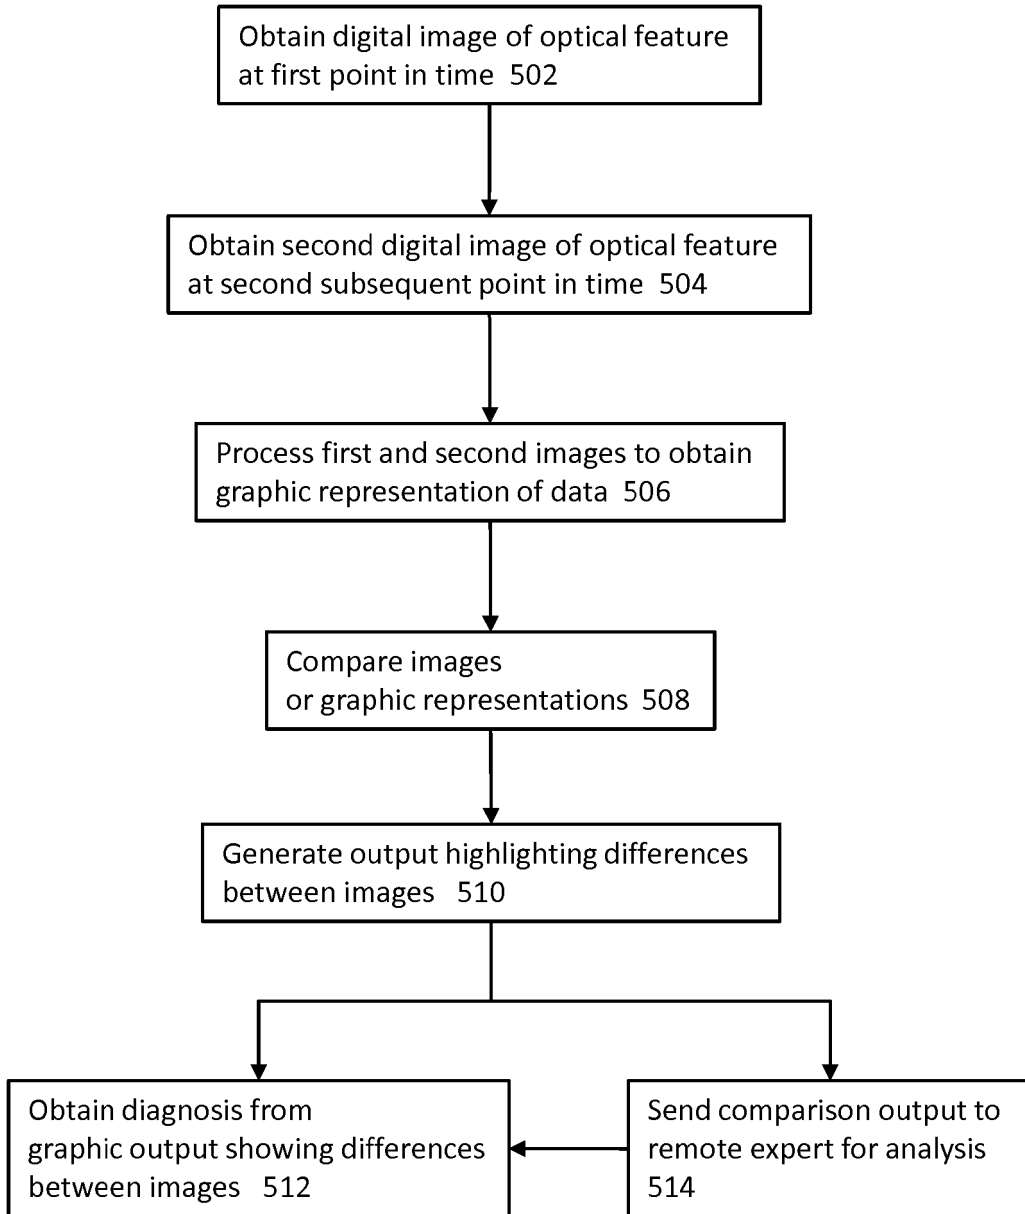 Obtain digital image of optical feature
at first point in time 502
Obtain second digital image of optical feature
at second subsequent point in time 504
Process first and second images to obtain
graphic representation of data 506
Compare images
or graphic representations 508
Generate output highlighting differences
between images 510
Obtain diagnosis from
graphic output showing differences
between images 512
Send comparison output to
remote expert for analysis
514